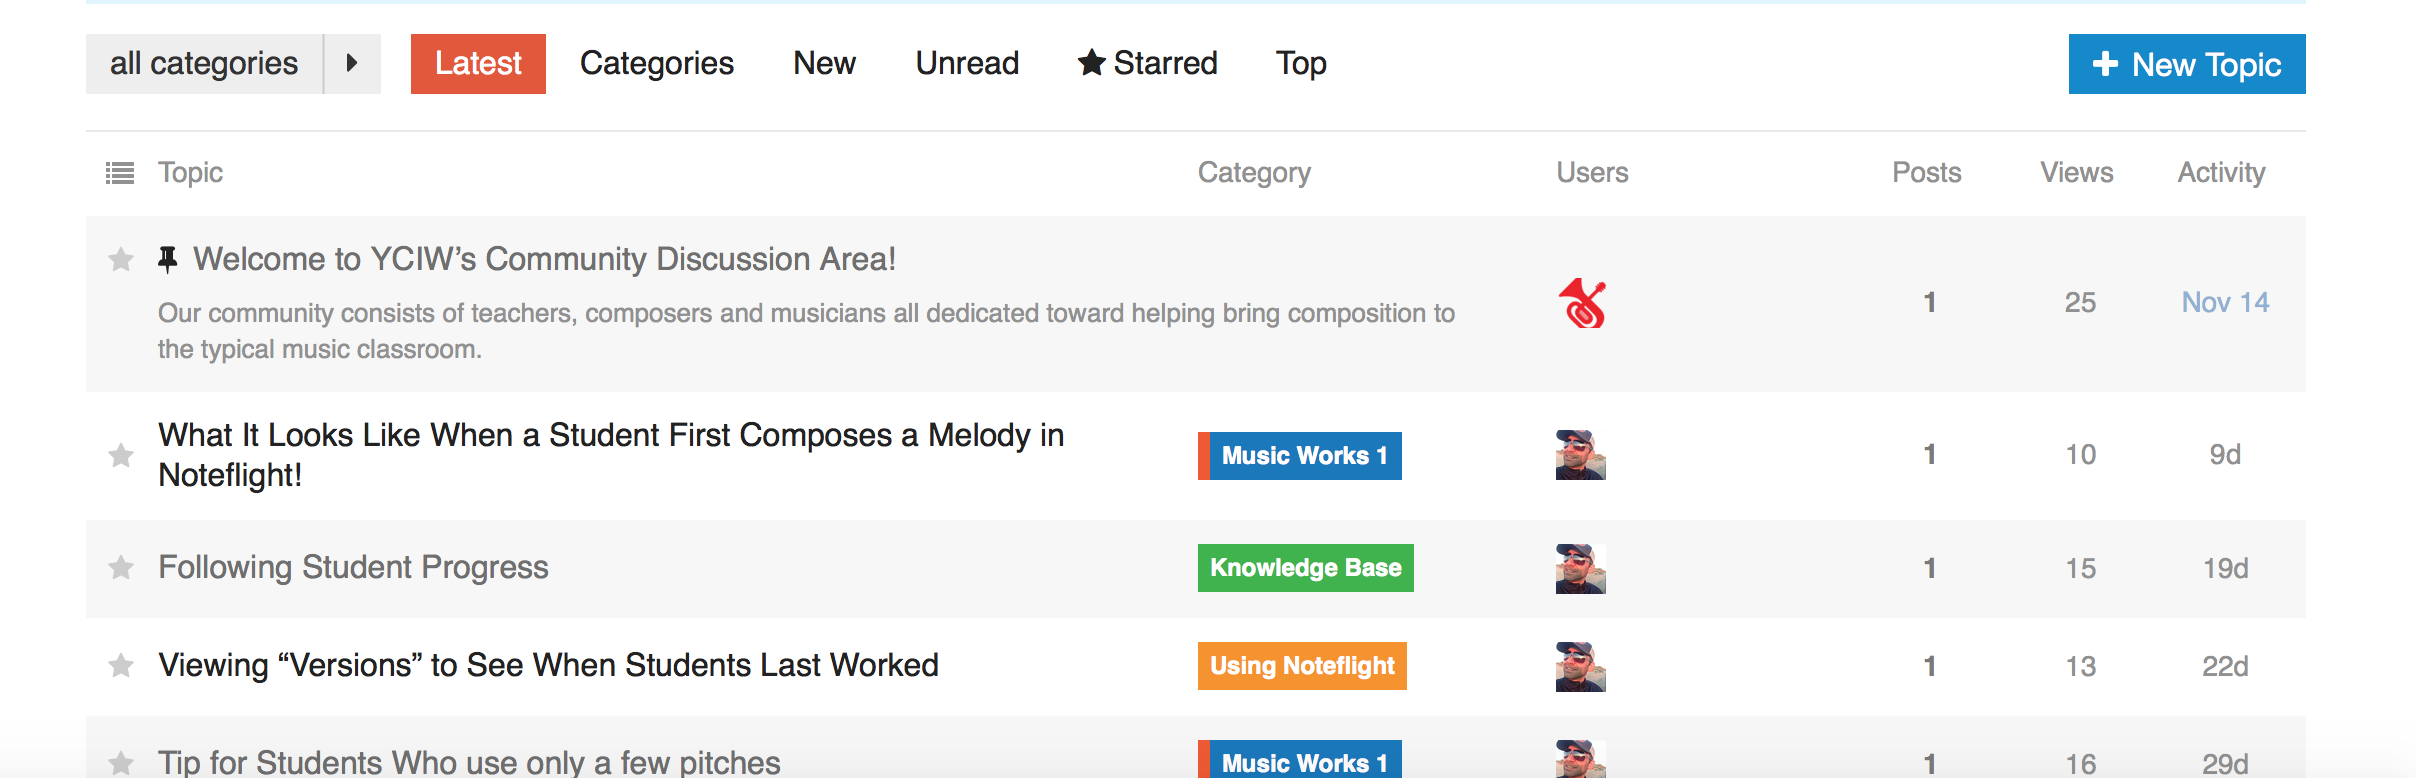 all categories Latest Categories New Unread Starred Top New Topic
Topic Category Users Posts Views Activity
Welcome to YCIW’s Community Discussion Area!
Our community consists of teachers, composers and musicians all dedicated toward helping bring composition to
the typical music classroom.
1 25 Nov 14
What It Looks Like When a Student First Composes a Melody in
Noteflight!
Music Works 1 1 10 9d
Following Student Progress Knowledge Base 1 15 19d
Viewing “Versions” to See When Students Last Worked Using Noteflight 1 13 22d
Tip for Students Who use only a few pitches Music Works 1 1 16 29d